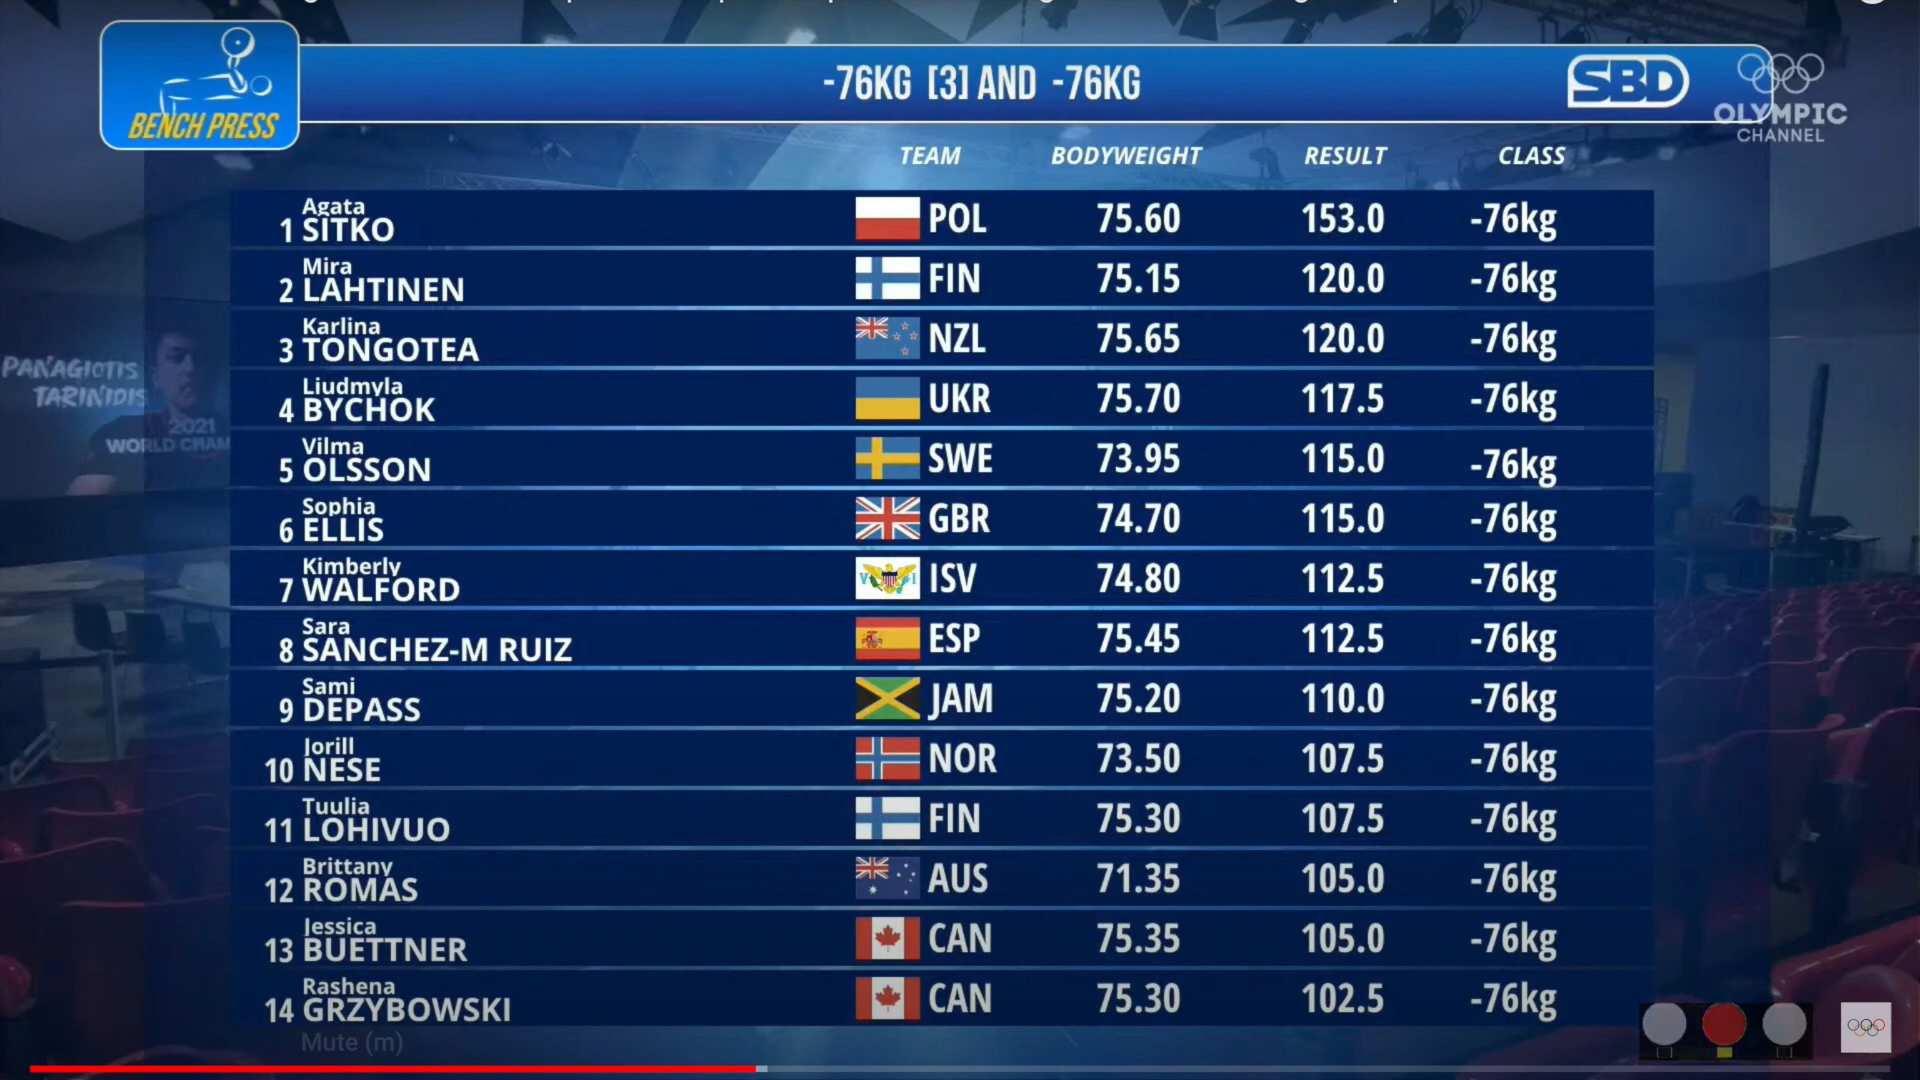 BENCH PRESS
-76KG [3] AND -76KG
SBD
OLYMPIC
CHANNEL
TEAM BODYWEIGHT RESULT CLASS
Agata
1 SITKO POL 75.60 153.0 -76kg
Mira
2 LAHTINEN FIN 75.15 120.0 -76kg
Karlina
3 TONGOTEA NZL 75.65 120.0 -76kg
Liudmyla
4 BYCHOK UKR 75.70 117.5 -76kg
Vilma
5 OLSSON SWE 73.95 115.0 -76kg
Sophia
6 ELLIS GBR 74.70 115.0 -76kg
Kimberly
7 WALFORD ISV 74.80 112.5 -76kg
Sara
8 SANCHEZ-M RUIZ ESP 75.45 112.5 -76kg
Sami
9 DEPASS JAM 75.20 110.0 -76kg
Jorill
10 NESE NOR 73.50 107.5 -76kg
Tuulia
11 LOHIVUO FIN 75.30 107.5 -76kg
Brittany
12 ROMAS AUS 71.35 105.0 -76kg
Jessica
13 BUETTNER CAN 75.35 105.0 -76kg
Rashena
14 GRZYBOWSKI CAN 75.30 102.5 -76kg
PANAGIOTIS
TARINIDIS
2021
WORLD CHAM
V I
Mute (m)